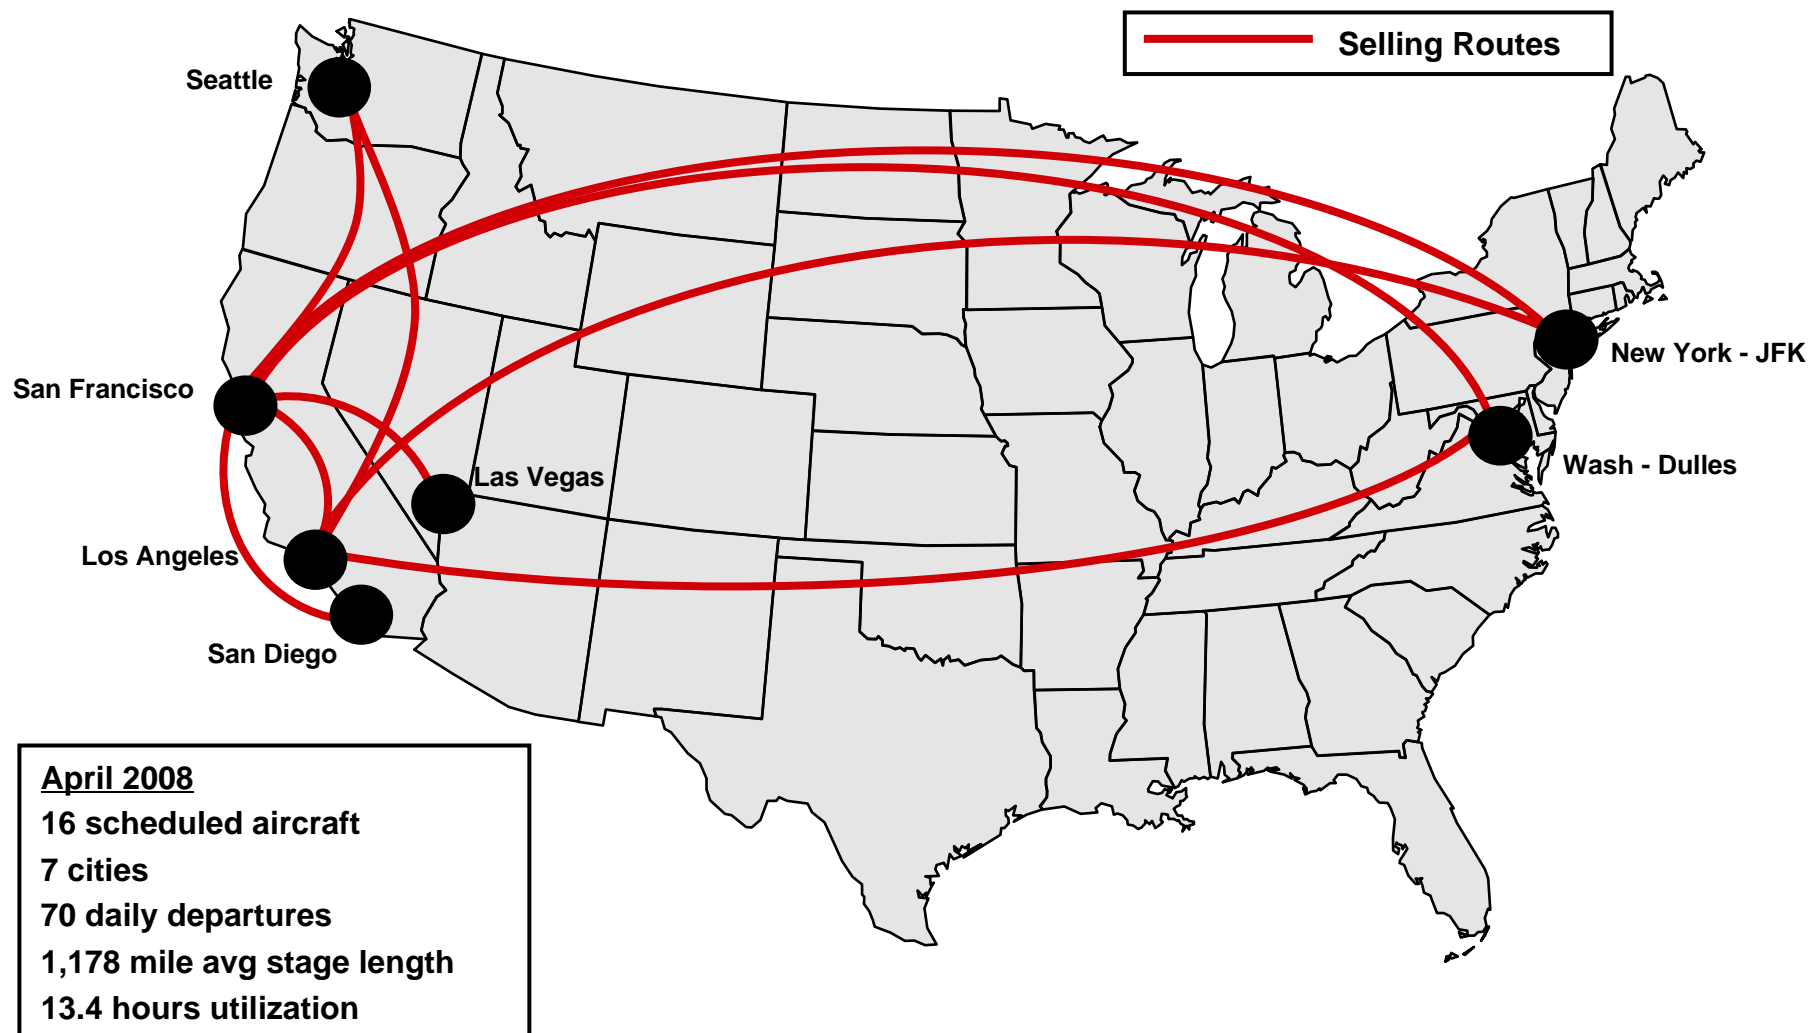 Selling Routes
Seattle
New York - JFK
San Francisco
Wash - Dulles
Las Vegas
Los Angeles
San Diego
April 2008
16 scheduled aircraft
7 cities
70 daily departures
1,178 mile avg stage length
13.4 hours utilization